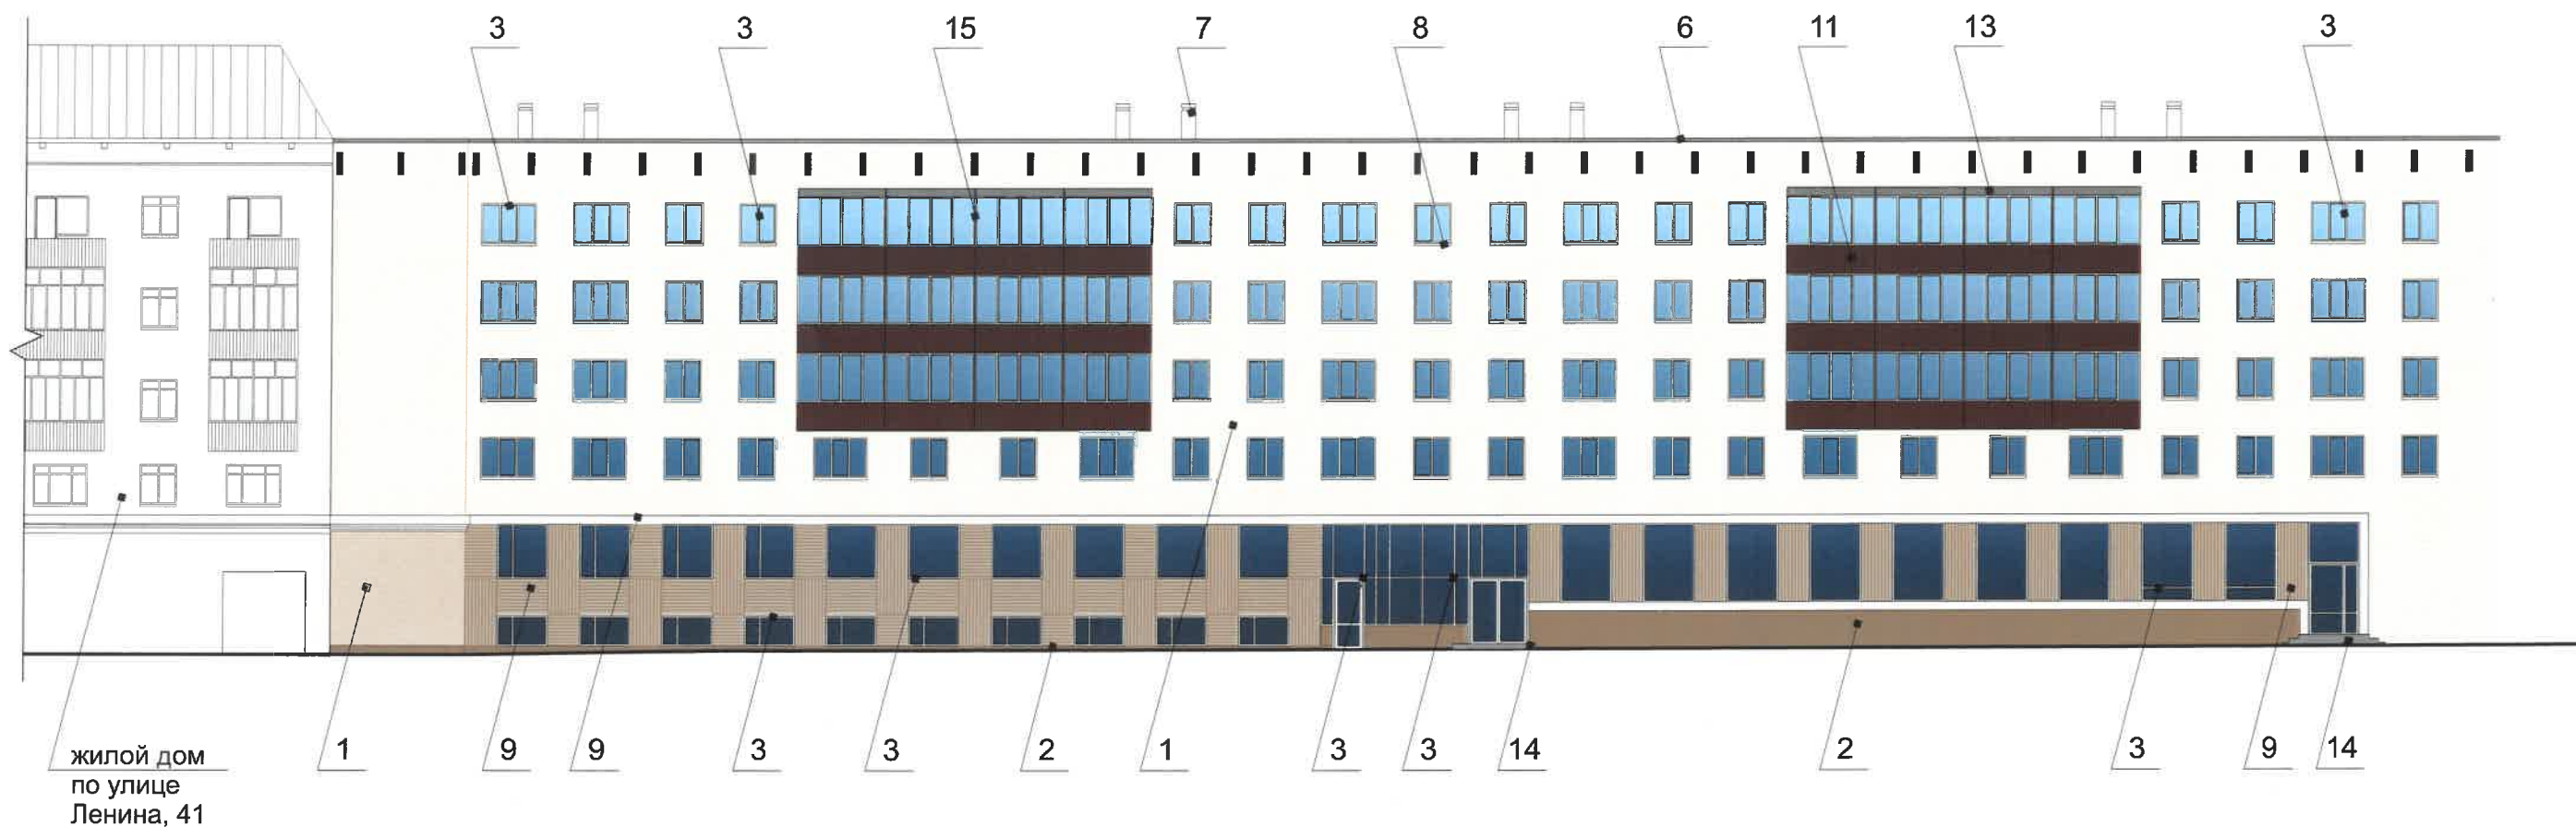 3 3 15 7 8 6 11 13 3
1 9 9 3 3 2 1 3 3 14 2 3 9 14
жилой дом
по улице
Ленина, 41